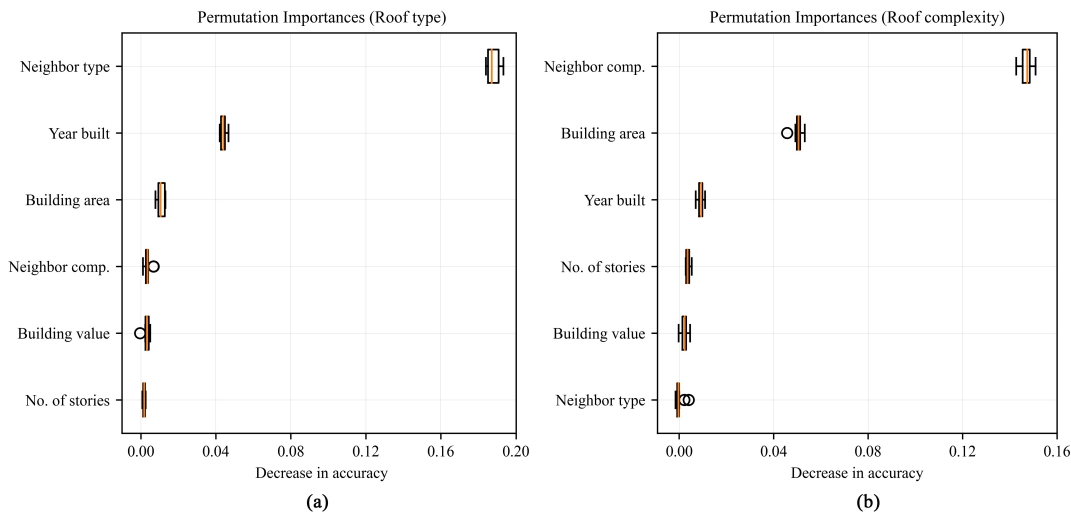 Permutation Importances (Roof type)
Neighbor type
Year built
Building area
Neighbor comp.
Building value
No. of stories
0.00 0.04 0.08 0.12 0.16 0.20
Decrease in accuracy
(a)
Permutation Importances (Roof complexity)
Neighbor comp.
Building area
Year built
No. of stories
Building value
Neighbor type
0.00 0.04 0.08 0.12 0.16
Decrease in accuracy
(b)